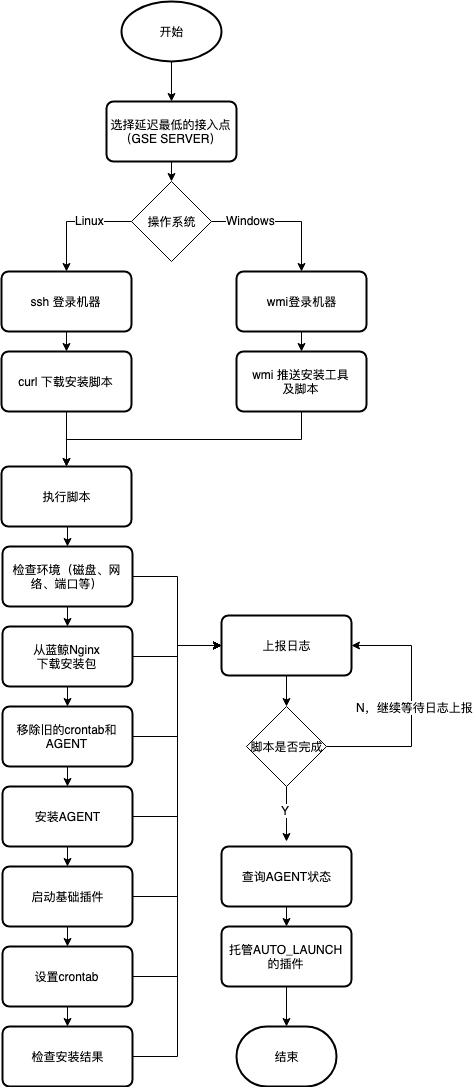 开始
选择延迟最低的接入点
（GSE SERVER）
操作系统
Linux
Windows
ssh 登录机器
wmi登录机器
curl 下载安装脚本
wmi 推送安装工具
及脚本
执行脚本
检查环境（磁盘、网
络、端口等）
从蓝鲸Nginx
下载安装包
移除旧的crontab和
AGENT
安装AGENT
启动基础插件
设置crontab
检查安装结果
上报日志
N，继续等待日志上报
脚本是否完成
Y
查询AGENT状态
托管AUTO_LAUNCH
的插件
结束